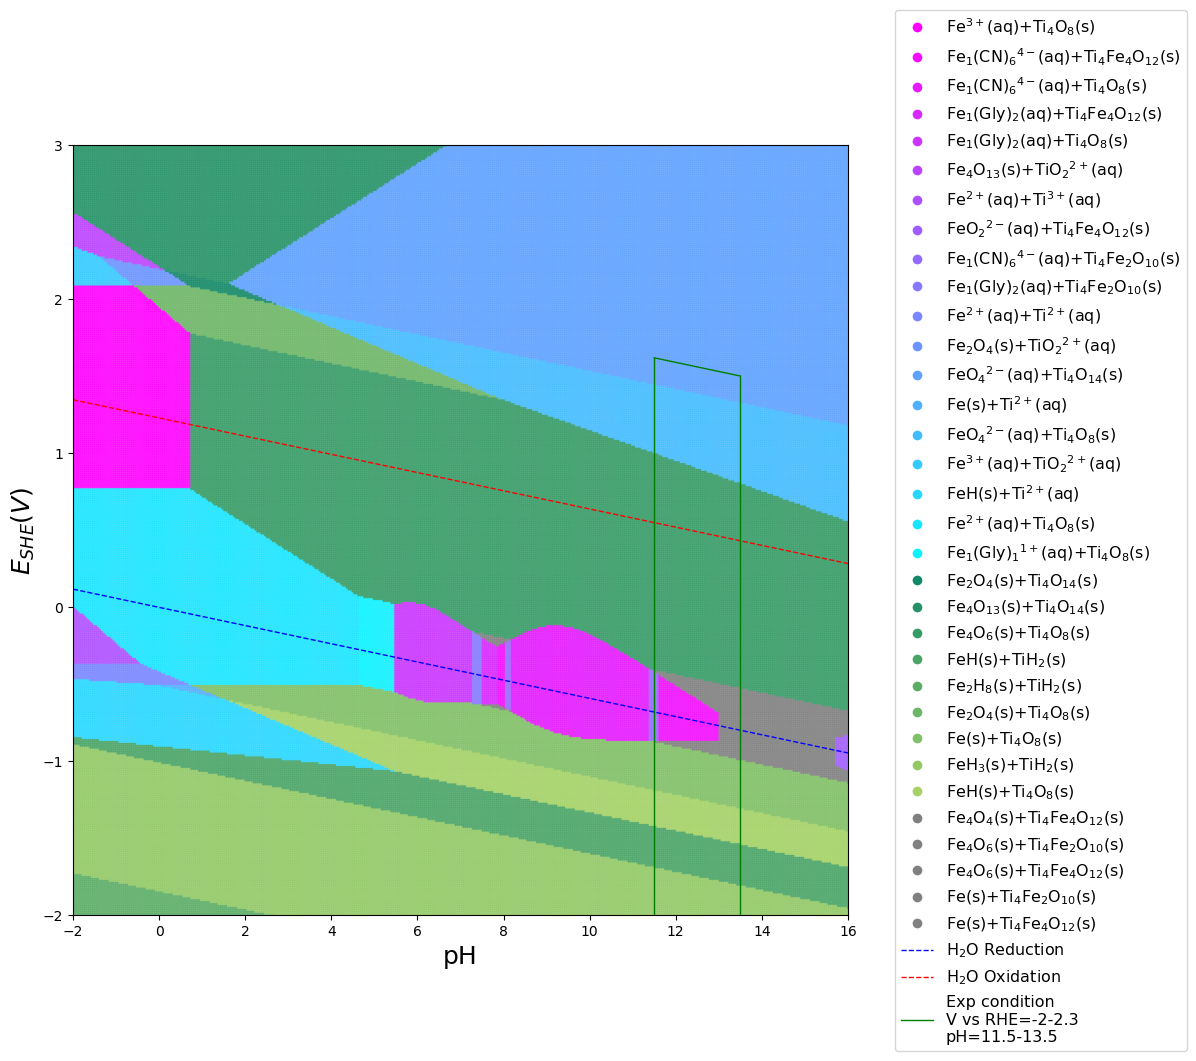 3
2
1
0
−1
−2
E_{SHE}(V)
−2 0 2 4 6 8 10 12 14 16
pH
Fe³⁺(aq)+Ti₄O₈(s)
Fe₁(CN)₆⁴⁻(aq)+Ti₄Fe₄O₁₂(s)
Fe₁(CN)₆⁴⁻(aq)+Ti₄O₈(s)
Fe₁(Gly)₂(aq)+Ti₄Fe₄O₁₂(s)
Fe₁(Gly)₂(aq)+Ti₄O₈(s)
Fe₄O₁₃(s)+TiO₂²⁺(aq)
Fe²⁺(aq)+Ti³⁺(aq)
FeO₂²⁻(aq)+Ti₄Fe₄O₁₂(s)
Fe₁(CN)₆⁴⁻(aq)+Ti₄Fe₂O₁₀(s)
Fe₁(Gly)₂(aq)+Ti₄Fe₂O₁₀(s)
Fe²⁺(aq)+Ti²⁺(aq)
Fe₂O₄(s)+TiO₂²⁺(aq)
FeO₄²⁻(aq)+Ti₄O₁₄(s)
Fe(s)+Ti²⁺(aq)
FeO₄²⁻(aq)+Ti₄O₈(s)
Fe³⁺(aq)+TiO₂²⁺(aq)
FeH(s)+Ti²⁺(aq)
Fe²⁺(aq)+Ti₄O₈(s)
Fe₁(Gly)₁¹⁺(aq)+Ti₄O₈(s)
Fe₂O₄(s)+Ti₄O₁₄(s)
Fe₄O₁₃(s)+Ti₄O₁₄(s)
Fe₄O₆(s)+Ti₄O₈(s)
FeH(s)+TiH₂(s)
Fe₂H₈(s)+TiH₂(s)
Fe₂O₄(s)+Ti₄O₈(s)
Fe(s)+Ti₄O₈(s)
FeH₃(s)+TiH₂(s)
FeH(s)+Ti₄O₈(s)
Fe₄O₄(s)+Ti₄Fe₄O₁₂(s)
Fe₄O₆(s)+Ti₄Fe₂O₁₀(s)
Fe₄O₆(s)+Ti₄Fe₄O₁₂(s)
Fe(s)+Ti₄Fe₂O₁₀(s)
Fe(s)+Ti₄Fe₄O₁₂(s)
H₂O Reduction
H₂O Oxidation
Exp condition
V vs RHE=-2-2.3
pH=11.5-13.5